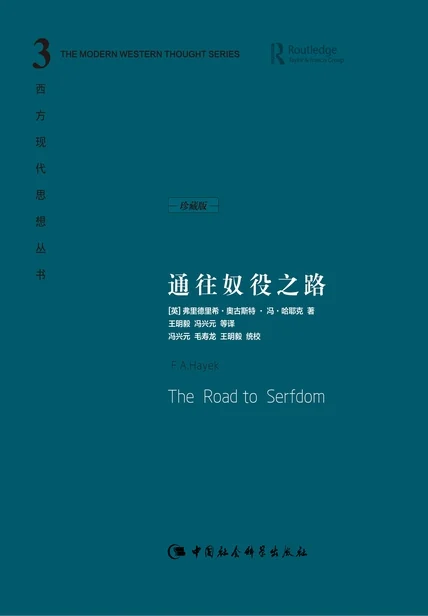 3 THE MODERN WESTERN THOUGHT SERIES
Routledge
西方现代思想丛书
珍藏版
通往奴役之路
[英] 弗里德里希·奥古斯特·冯·哈耶克 著
王明毅 冯兴元 等译
冯兴元 毛寿龙 王明毅 统校
F.A.Hayek
The Road to Serfdom
中国社会科学出版社